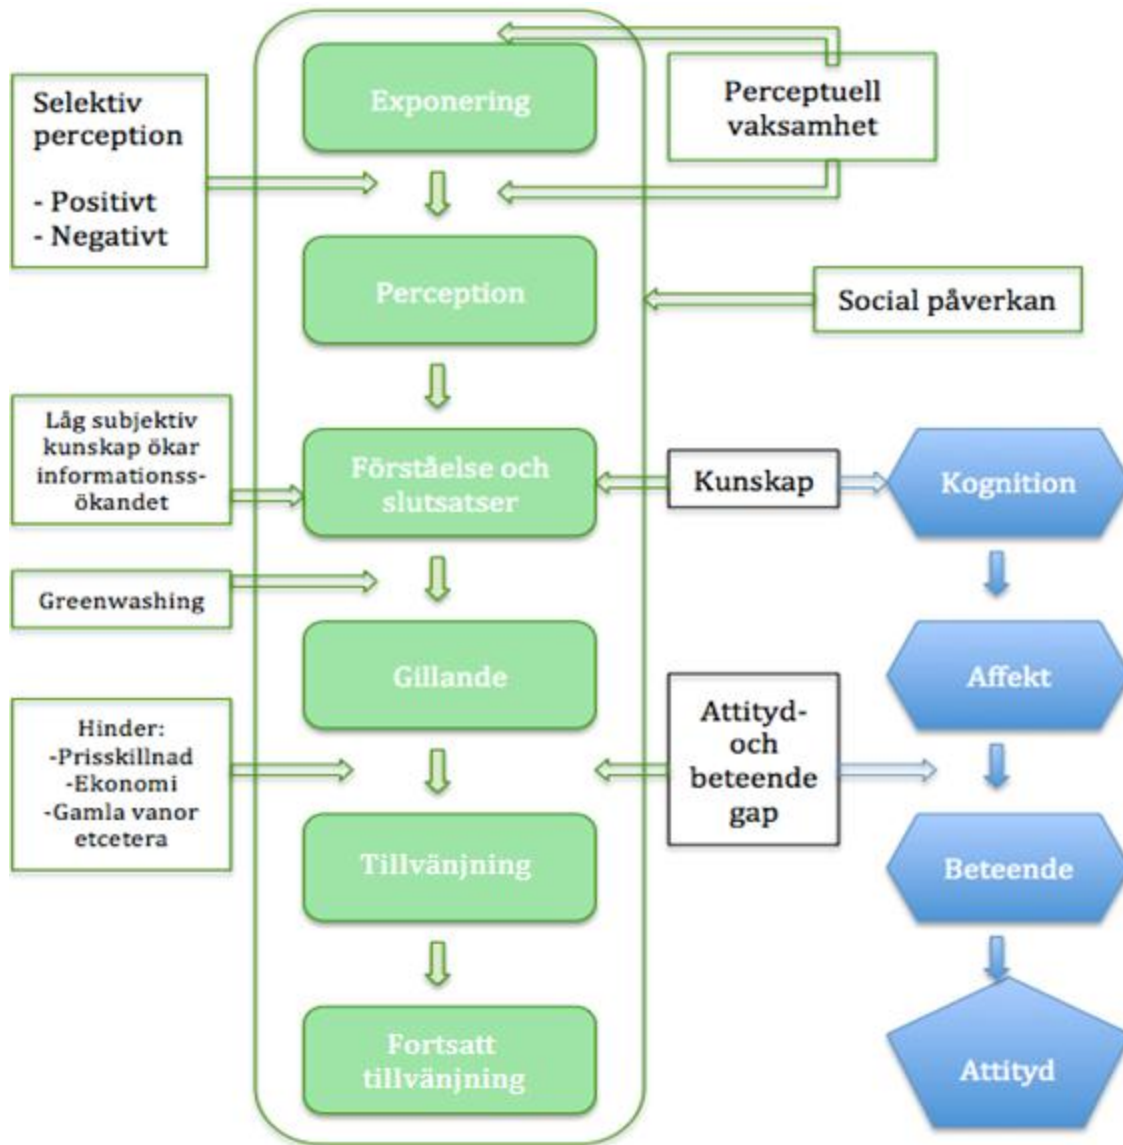 Exponering
Selektiv
perception
- Positivt
- Negativt
Perceptuell
vaksamhet
Perception
Social påverkan
Låg subjektiv
kunskap ökar
informationss-
ökandet
Förståelse och
slutsatser
Kunskap
Kognition
Greenwashing
Gillande
Affekt
Hinder:
-Prisskillnad
-Ekonomi
-Gamla vanor
etcetera
Attityd-
och
beteende
gap
Tillvänjning
Beteende
Fortsatt
tillvänjning
Attityd